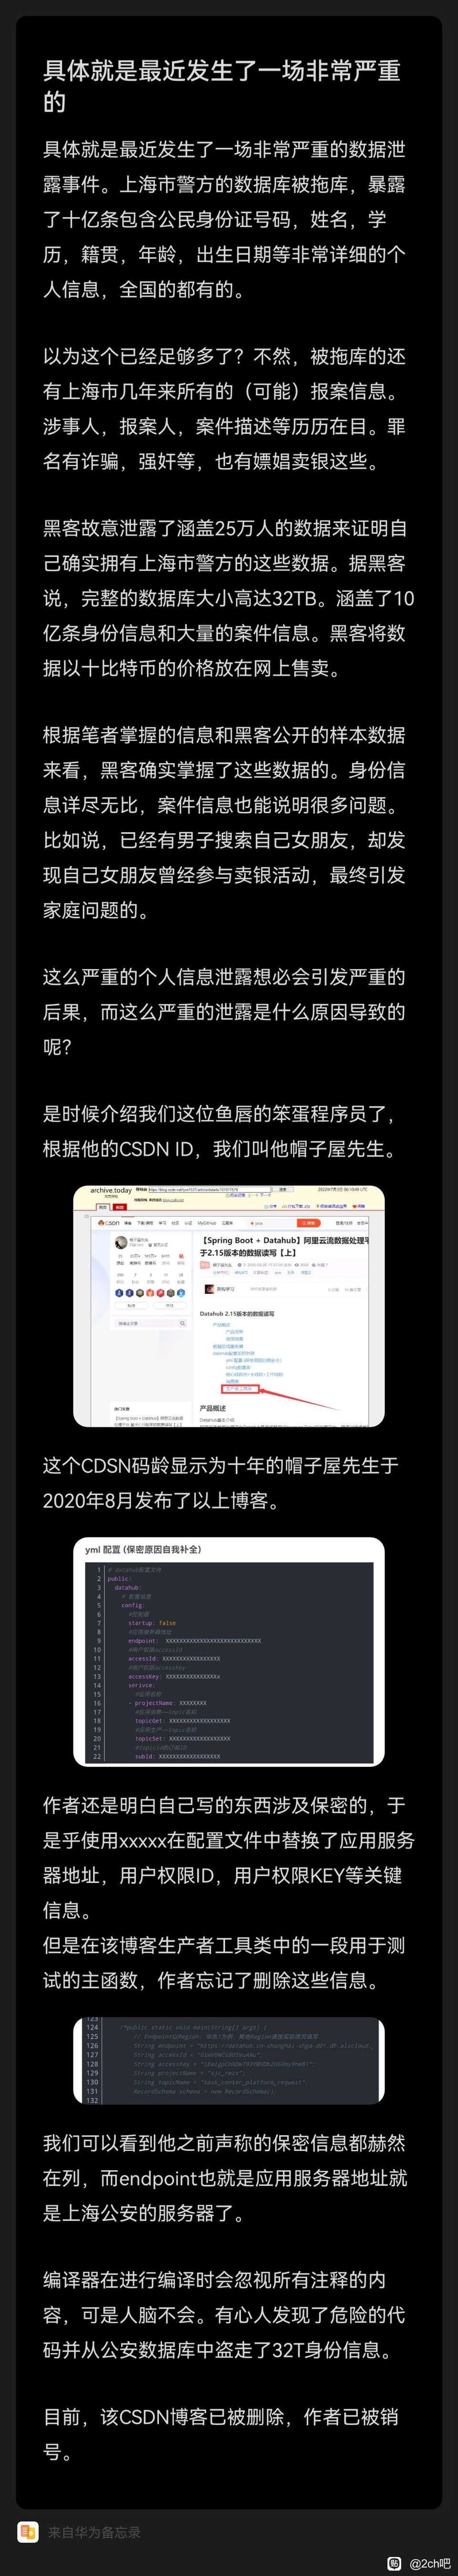 具体就是最近发生了一场非常严重
的
具体就是最近发生了一场非常严重的数据泄
露事件。上海市警方的数据库被拖库，暴露
了十亿条包含公民身份证号码，姓名，学
历，籍贯，年龄，出生日期等非常详细的个
人信息，全国的都有的。
以为这个已经足够多了？不然，被拖库的还
有上海市几年来所有的（可能）报案信息。
涉事人，报案人，案件描述等历历在目。罪
名有诈骗，强奸等，也有嫖娼卖银这些。
黑客故意泄露了涵盖25万人的数据来证明自
己确实拥有上海市警方的这些数据。据黑客
说，完整的数据库大小高达32TB。涵盖了10
亿条身份信息和大量的案件信息。黑客将数
据以十比特币的价格放在网上售卖。
根据笔者掌握的信息和黑客公开的样本数据
来看，黑客确实掌握了这些数据的。身份信
息详尽无比，案件信息也能说明很多问题。
比如说，已经有男子搜索自己女朋友，却发
现自己女朋友曾经参与卖银活动，最终引发
家庭问题的。
这么严重的个人信息泄露想必会引发严重的
后果，而这么严重的泄露是什么原因导致的
呢？
是时候介绍我们这位鱼唇的笨蛋程序员了，
根据他的CSDN ID，我们叫他帽子屋先生。
archive.today
CSDN
【Spring Boot + Datahub】阿里云流数据处理平
于2.15版本的数据读写【上】
Datahub 2.15版本的数据读写
产品概述
这个CDSN码龄显示为十年的帽子屋先生于
2020年8月发布了以上博客。
yml 配置 (保密原因自我补全)
1 # datahub配置文件
2 public:
3 datahub:
4 # 配置信息
5 config:
6
7 startup: false
8
9 endpoint: XXXXXXXXXXXXXXXXXXXXXXXXXXXX
10
11 accessId: XXXXXXXXXXXXXXXXX
12
13 accessKey: XXXXXXXXXXXXXXXXX
14 serivce:
15
16 - projectName: XXXXXXXX
17
18 topicGet: XXXXXXXXXXXXXXXXXX
19
20 topicSet: XXXXXXXXXXXXXXXXXX
21
22 subId: XXXXXXXXXXXXXXXXXX
作者还是明白自己写的东西涉及保密的，于
是乎使用xxxxx在配置文件中替换了应用服务
器地址，用户权限ID，用户权限KEY等关键
信息。
但是在该博客生产者工具类中的一段用于测
试的主函数，作者忘记了删除这些信息。
123
124 /*public static void main(String[] args) {
125
126
127
128
129
130
131 RecordSchema schema = new RecordSchema();
132
我们可以看到他之前声称的保密信息都赫然
在列，而endpoint也就是应用服务器地址就
是上海公安的服务器了。
编译器在进行编译时会忽视所有注释的内
容，可是人脑不会。有心人发现了危险的代
码并从公安数据库中盗走了32T身份信息。
目前，该CSDN博客已被删除，作者已被销
号。
来自华为备忘录
贴 @2ch吧